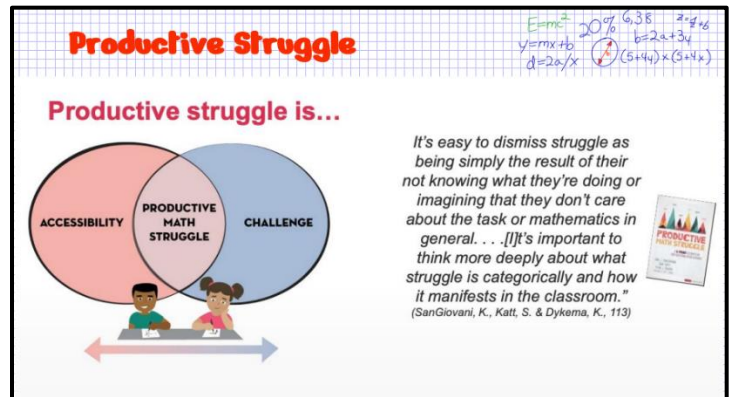 Productive Struggle
E=mc²
20%
6,38
y=mx+b
b=2a+3y
d=2a/x
(5+4y)×(5+4x)
Productive struggle is...
ACCESSIBILITY
PRODUCTIVE
MATH
STRUGGLE
CHALLENGE
It's easy to dismiss struggle as
being simply the result of their
not knowing what they're doing or
imagining that they don't care
about the task or mathematics in
general. . . .[I]t's important to
think more deeply about what
struggle is categorically and how
it manifests in the classroom."
(SanGiovani, K., Katt, S. & Dykema, K., 113)
PRODUCTIVE
MATH STRUGGLE